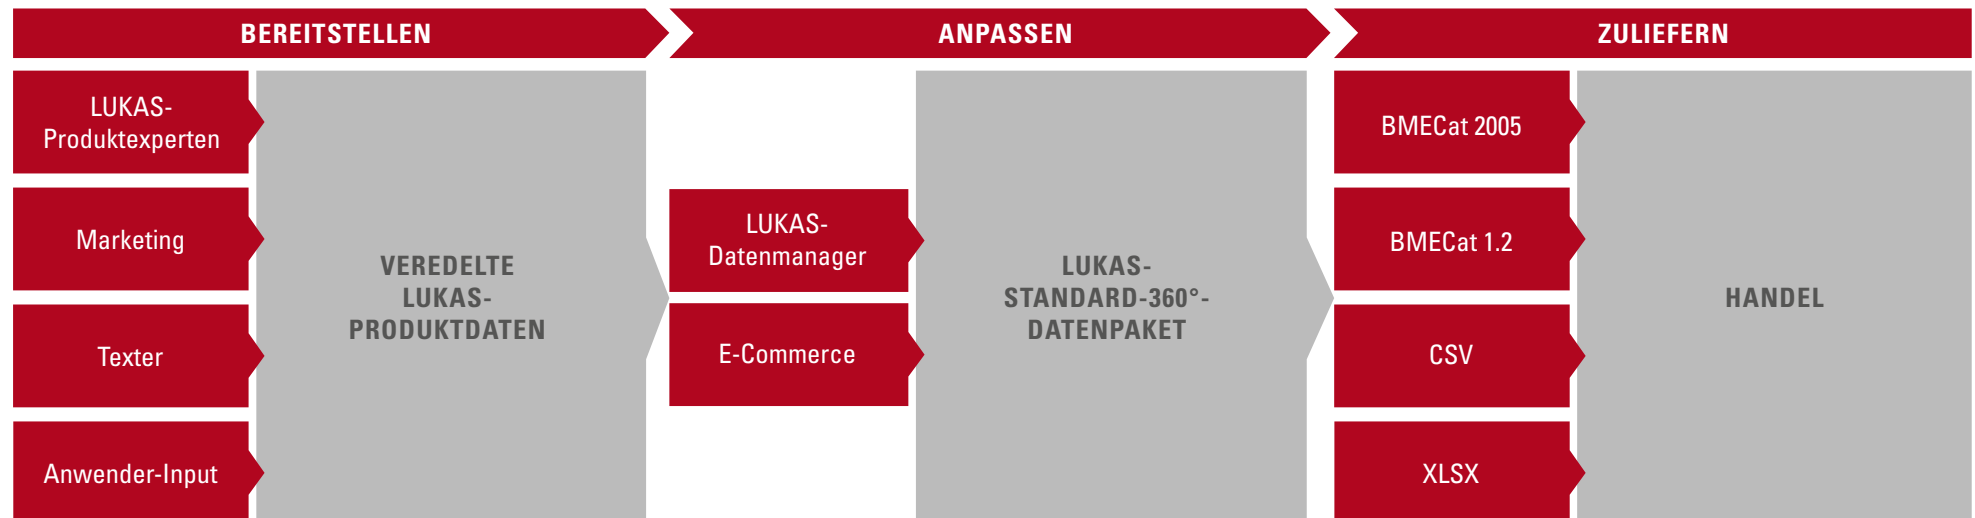 BEREITSTELLEN
ANPASSEN
ZULIEFERN
LUKAS-
Produktexperten
Marketing
Texter
Anwender-Input
VEREDELTE
LUKAS-
PRODUKTDATEN
LUKAS-
Datenmanager
E-Commerce
LUKAS-
STANDARD-360°-
DATENPAKET
BMECat 2005
BMECat 1.2
CSV
XLSX
HANDEL